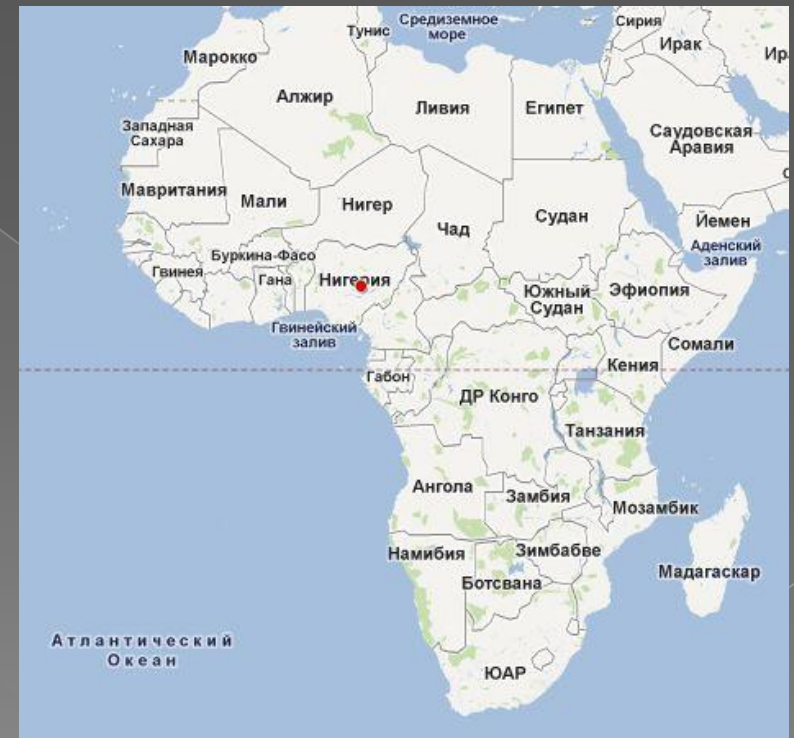 Средиземное
море
Сирия
Тунис
Ирак
Ир
Марокко
Алжир
Ливия
Египет
Западная
Сахара
Саудовская
Аравия
С
Мавритания
Мали
Нигер
Чад
Судан
Йемен
Аденский
залив
Буркина-Фасо
Гвинея
Гана
Нигерия
Южный
Судан
Эфиопия
Гвинейский
залив
Сомали
Кения
Габон
ДР Конго
Танзания
Ангола
Замбия
Мозамбик
Намибия
Зимбабве
Ботсвана
Мадагаскар
Атлантический
Океан
ЮАР